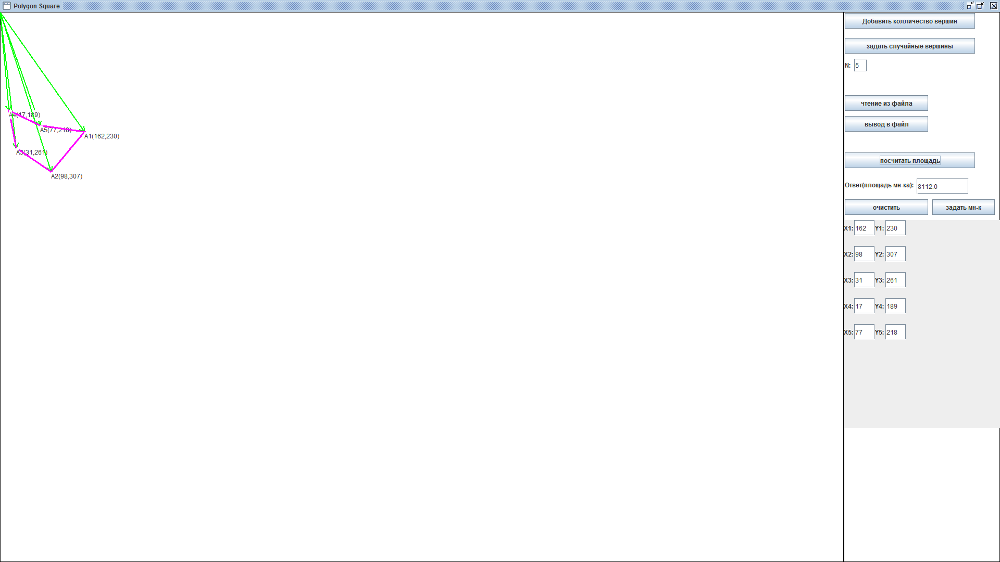 Polygon Square
Добавить колличество вершин
задать случайные вершины
N: 5
чтение из файла
вывод в файл
посчитать площадь
Ответ(площадь мн-ка): 8112.0
очистить задать мн-к
X1: 162 Y1: 230
X2: 98 Y2: 307
X3: 31 Y3: 261
X4: 17 Y4: 189
X5: 77 Y5: 218
A4(17,189)
A5(77,218)
A1(162,230)
A3(31,261)
A2(98,307)